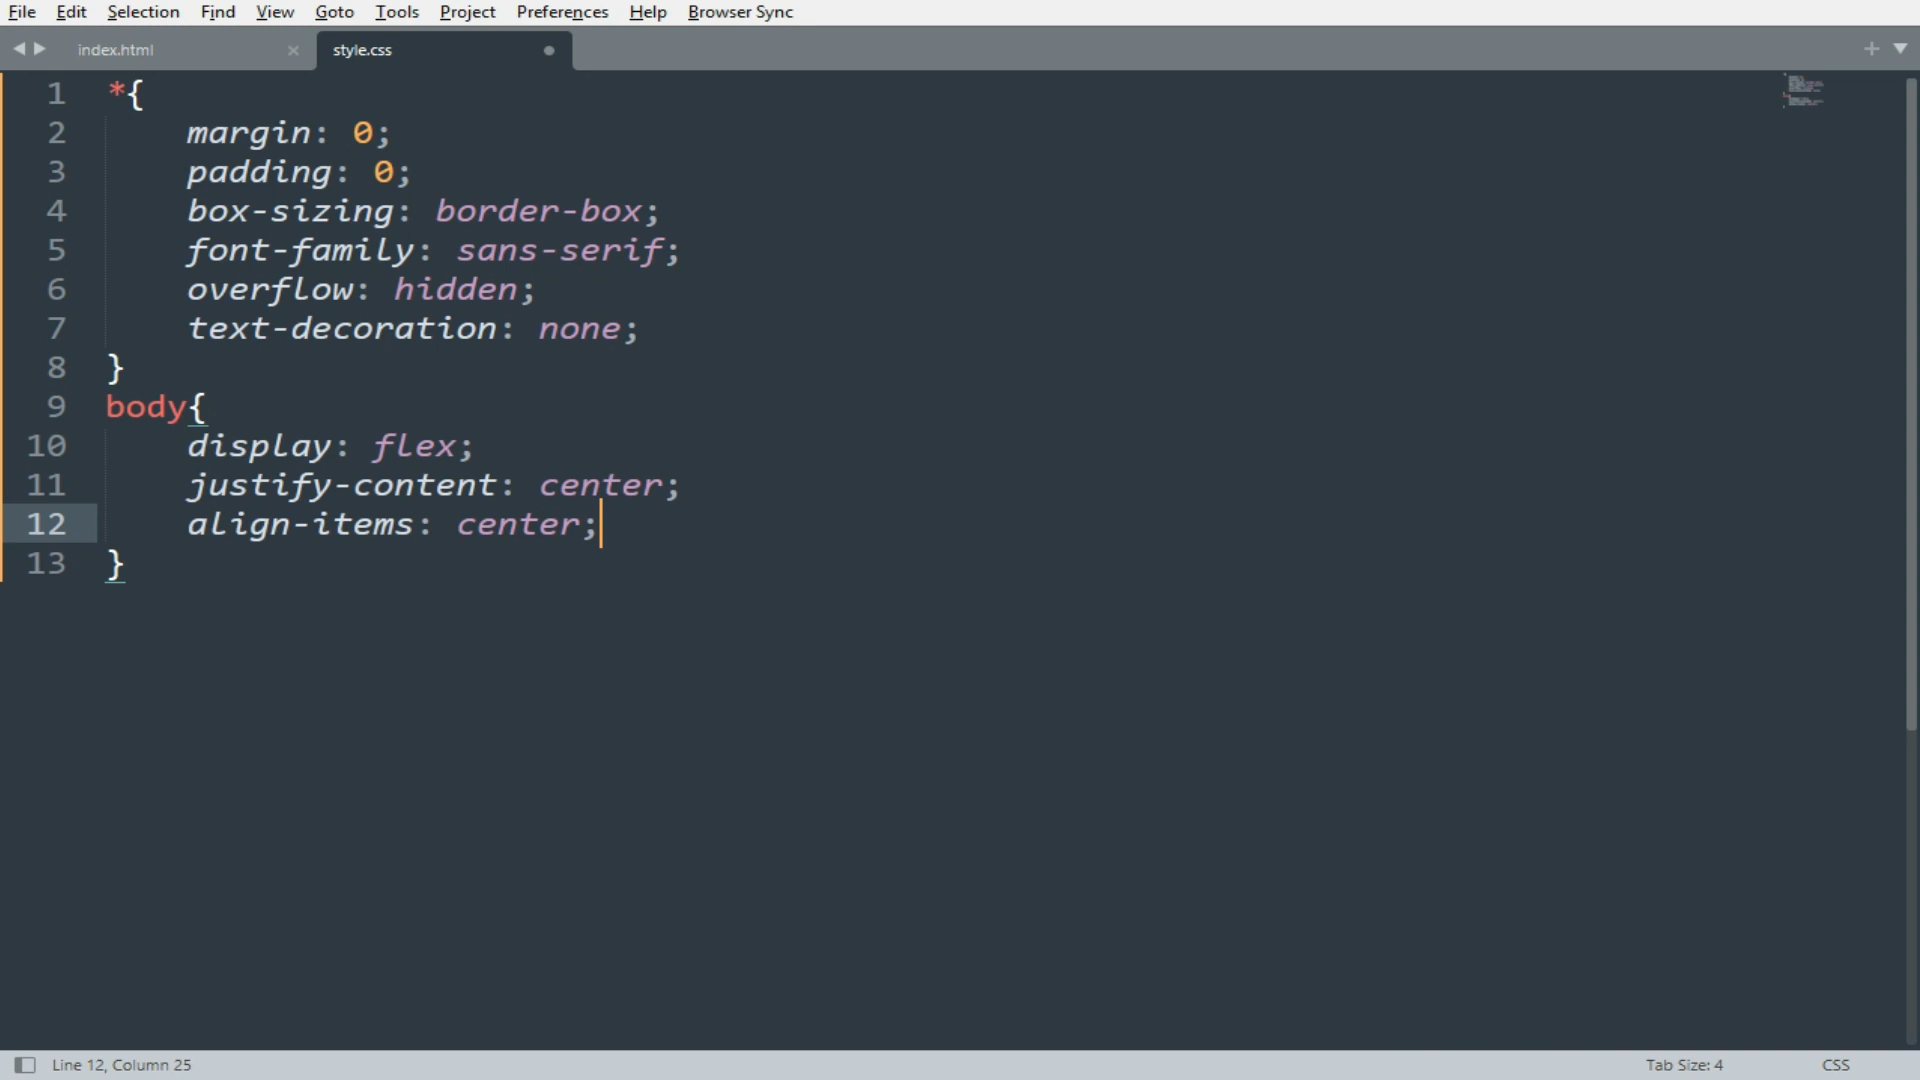 File Edit Selection Find View Goto Tools Project Preferences Help Browser Sync
index.html × style.css
1 *{
2 margin: 0;
3 padding: 0;
4 box-sizing: border-box;
5 font-family: sans-serif;
6 overflow: hidden;
7 text-decoration: none;
8 }
9 body{
10 display: flex;
11 justify-content: center;
12 align-items: center;
13 }
Line 12, Column 25 Tab Size: 4 CSS